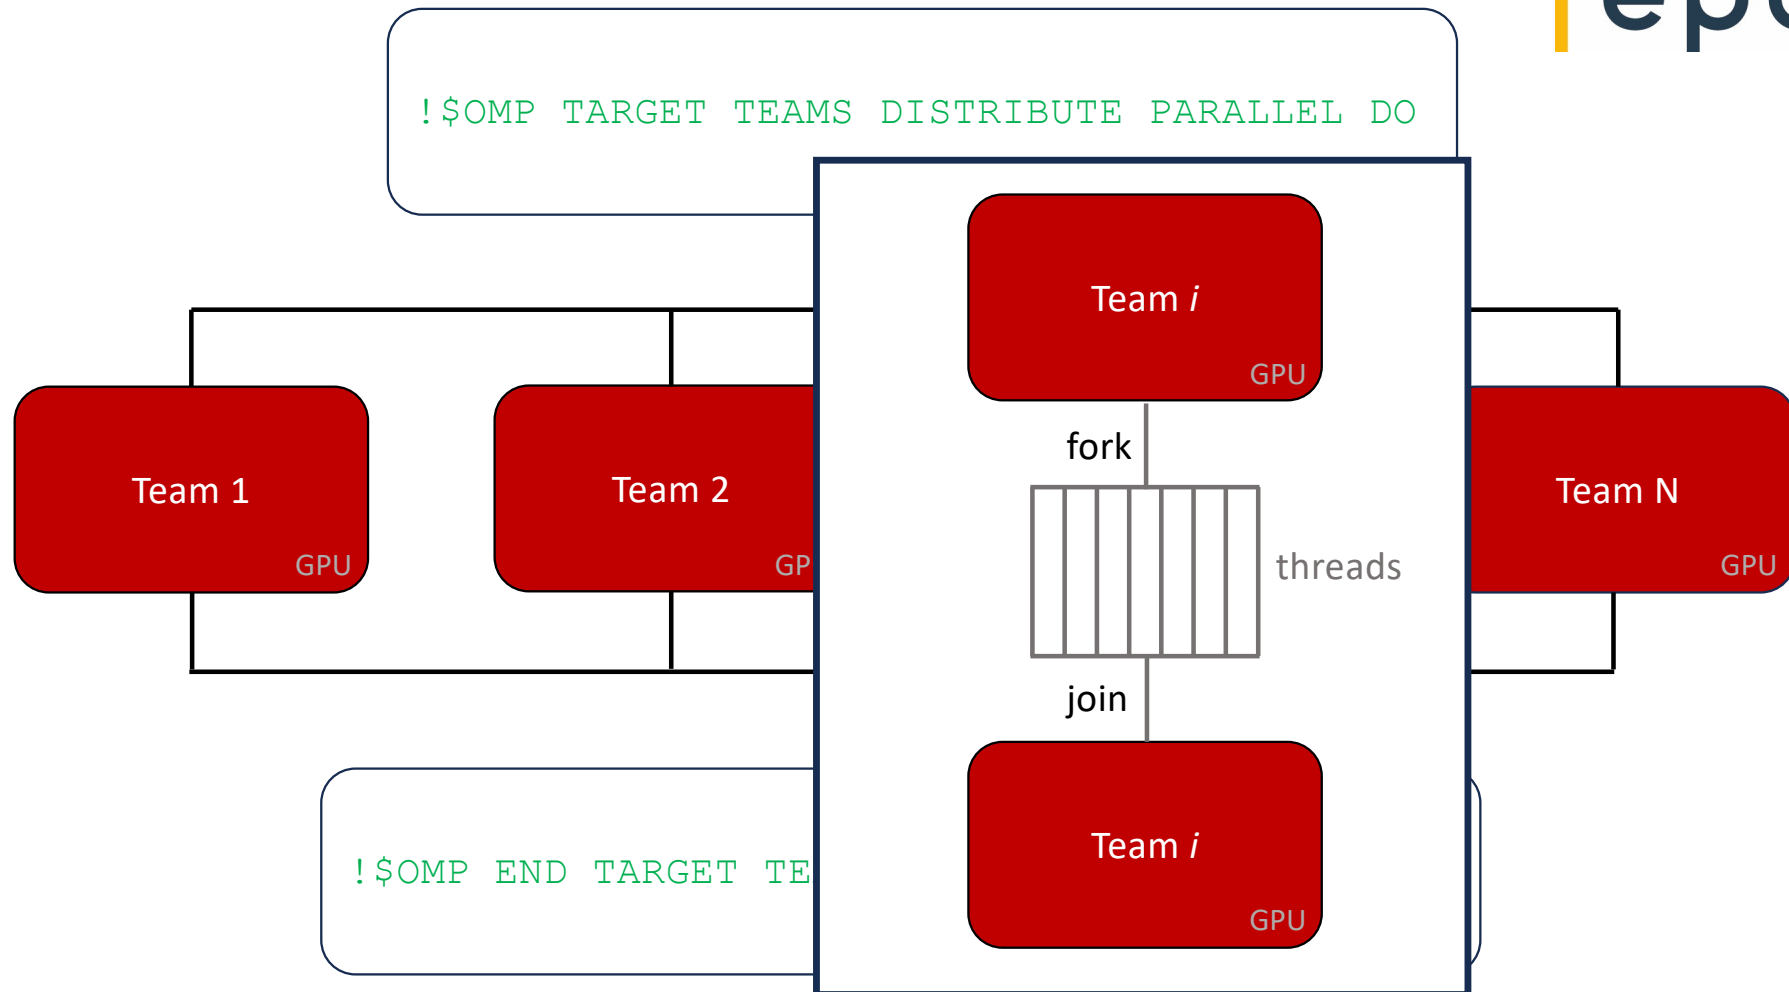 !$OMP TARGET TEAMS DISTRIBUTE PARALLEL DO
Team i
GPU
fork
Team 1
GPU
Team 2
GP
threads
Team N
GPU
join
Team i
GPU
!$OMP END TARGET TE